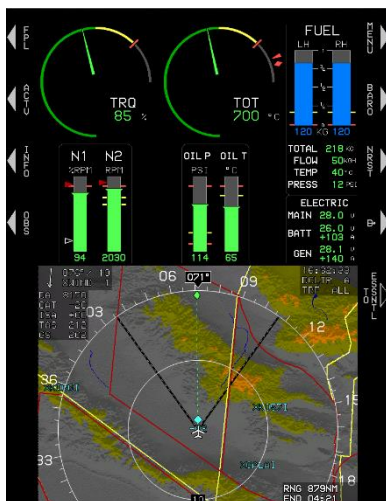 FPL
ACTV
INFO
OBS
MENU
BARO
NRST
ESNTL
TRQ
85 %
TOT
700 °C
FUEL
LH RH
120 KG 120
TOTAL 218 KG
FLOW 50
TEMP 40 °C
PRESS 12 PSI
ELECTRIC
MAIN 28.0 V
BATT 26.0 V
+103 A
GEN 28.1 V
+140 A
N1 N2
%RPM RPM
94 2030
OIL P OIL T
PSI °C
114 65
071°
06
09
03
12
36
33
18
RNG 879NM
END 04:21